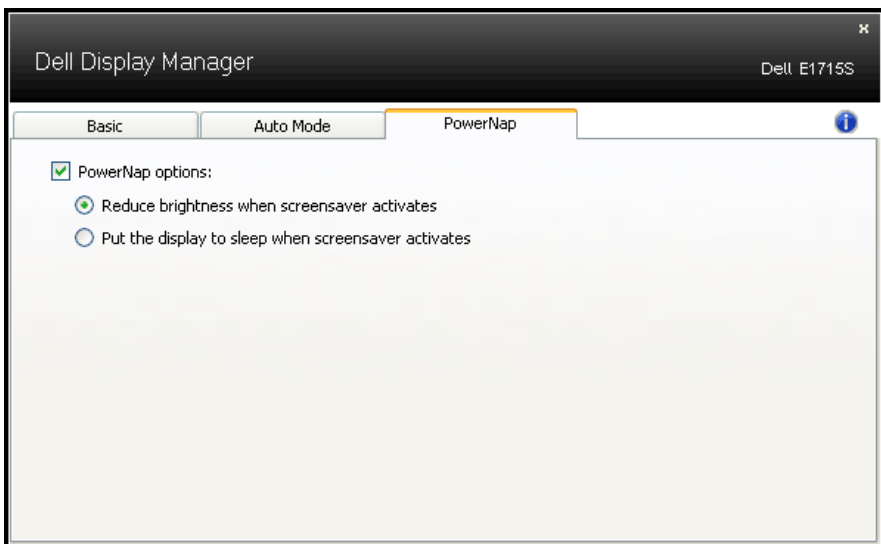 Dell Display Manager
Dell E1715S
Basic
Auto Mode
PowerNap
PowerNap options:
Reduce brightness when screensaver activates
Put the display to sleep when screensaver activates